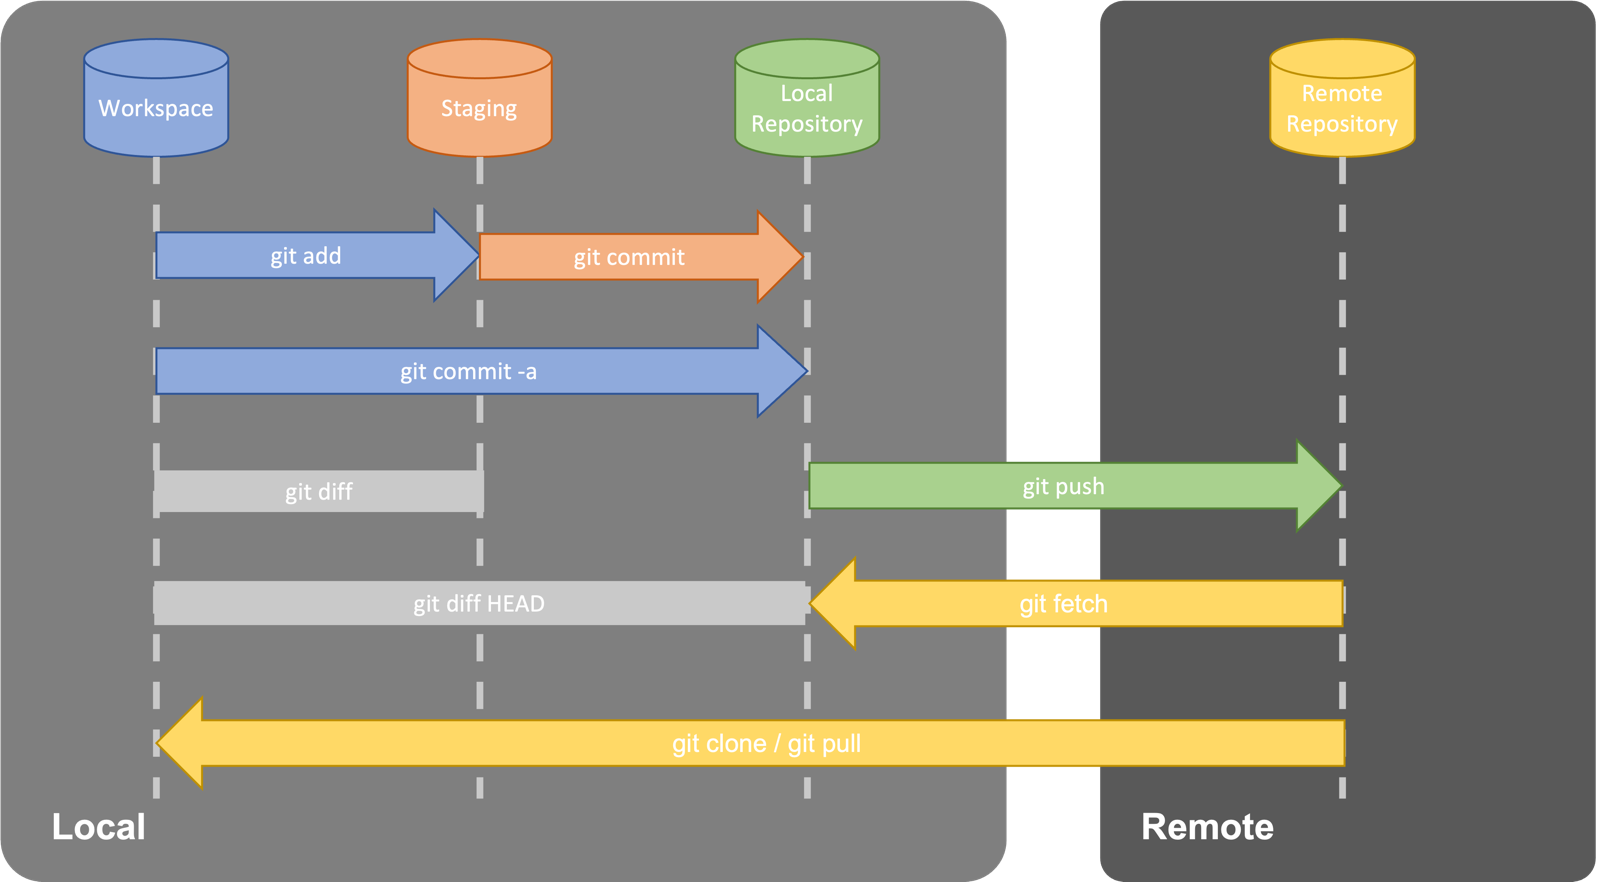 Workspace
Staging
Local
Repository
Remote
Repository
git add
git commit
git commit -a
git diff
git push
git diff HEAD
git fetch
git clone / git pull
Local
Remote